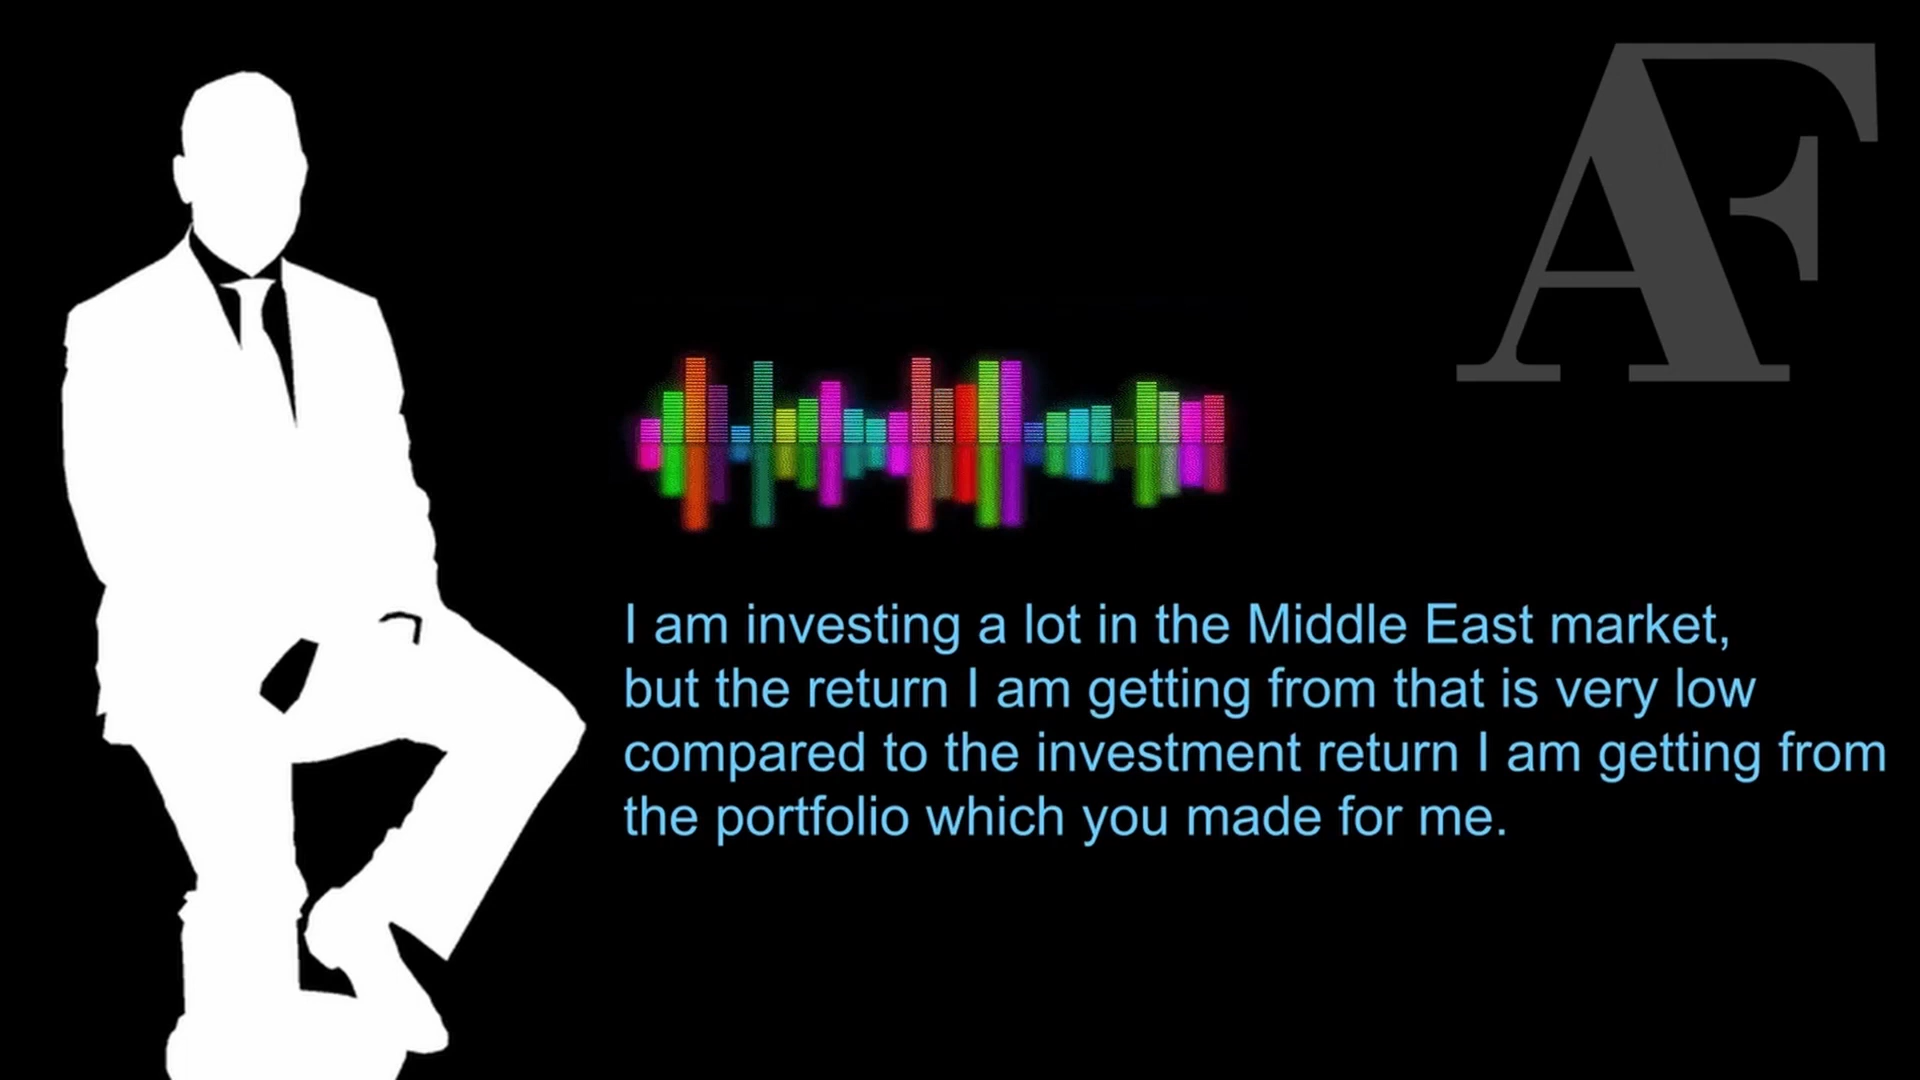 AF
I am investing a lot in the Middle East market,
but the return I am getting from that is very low
compared to the investment return I am getting from
the portfolio which you made for me.